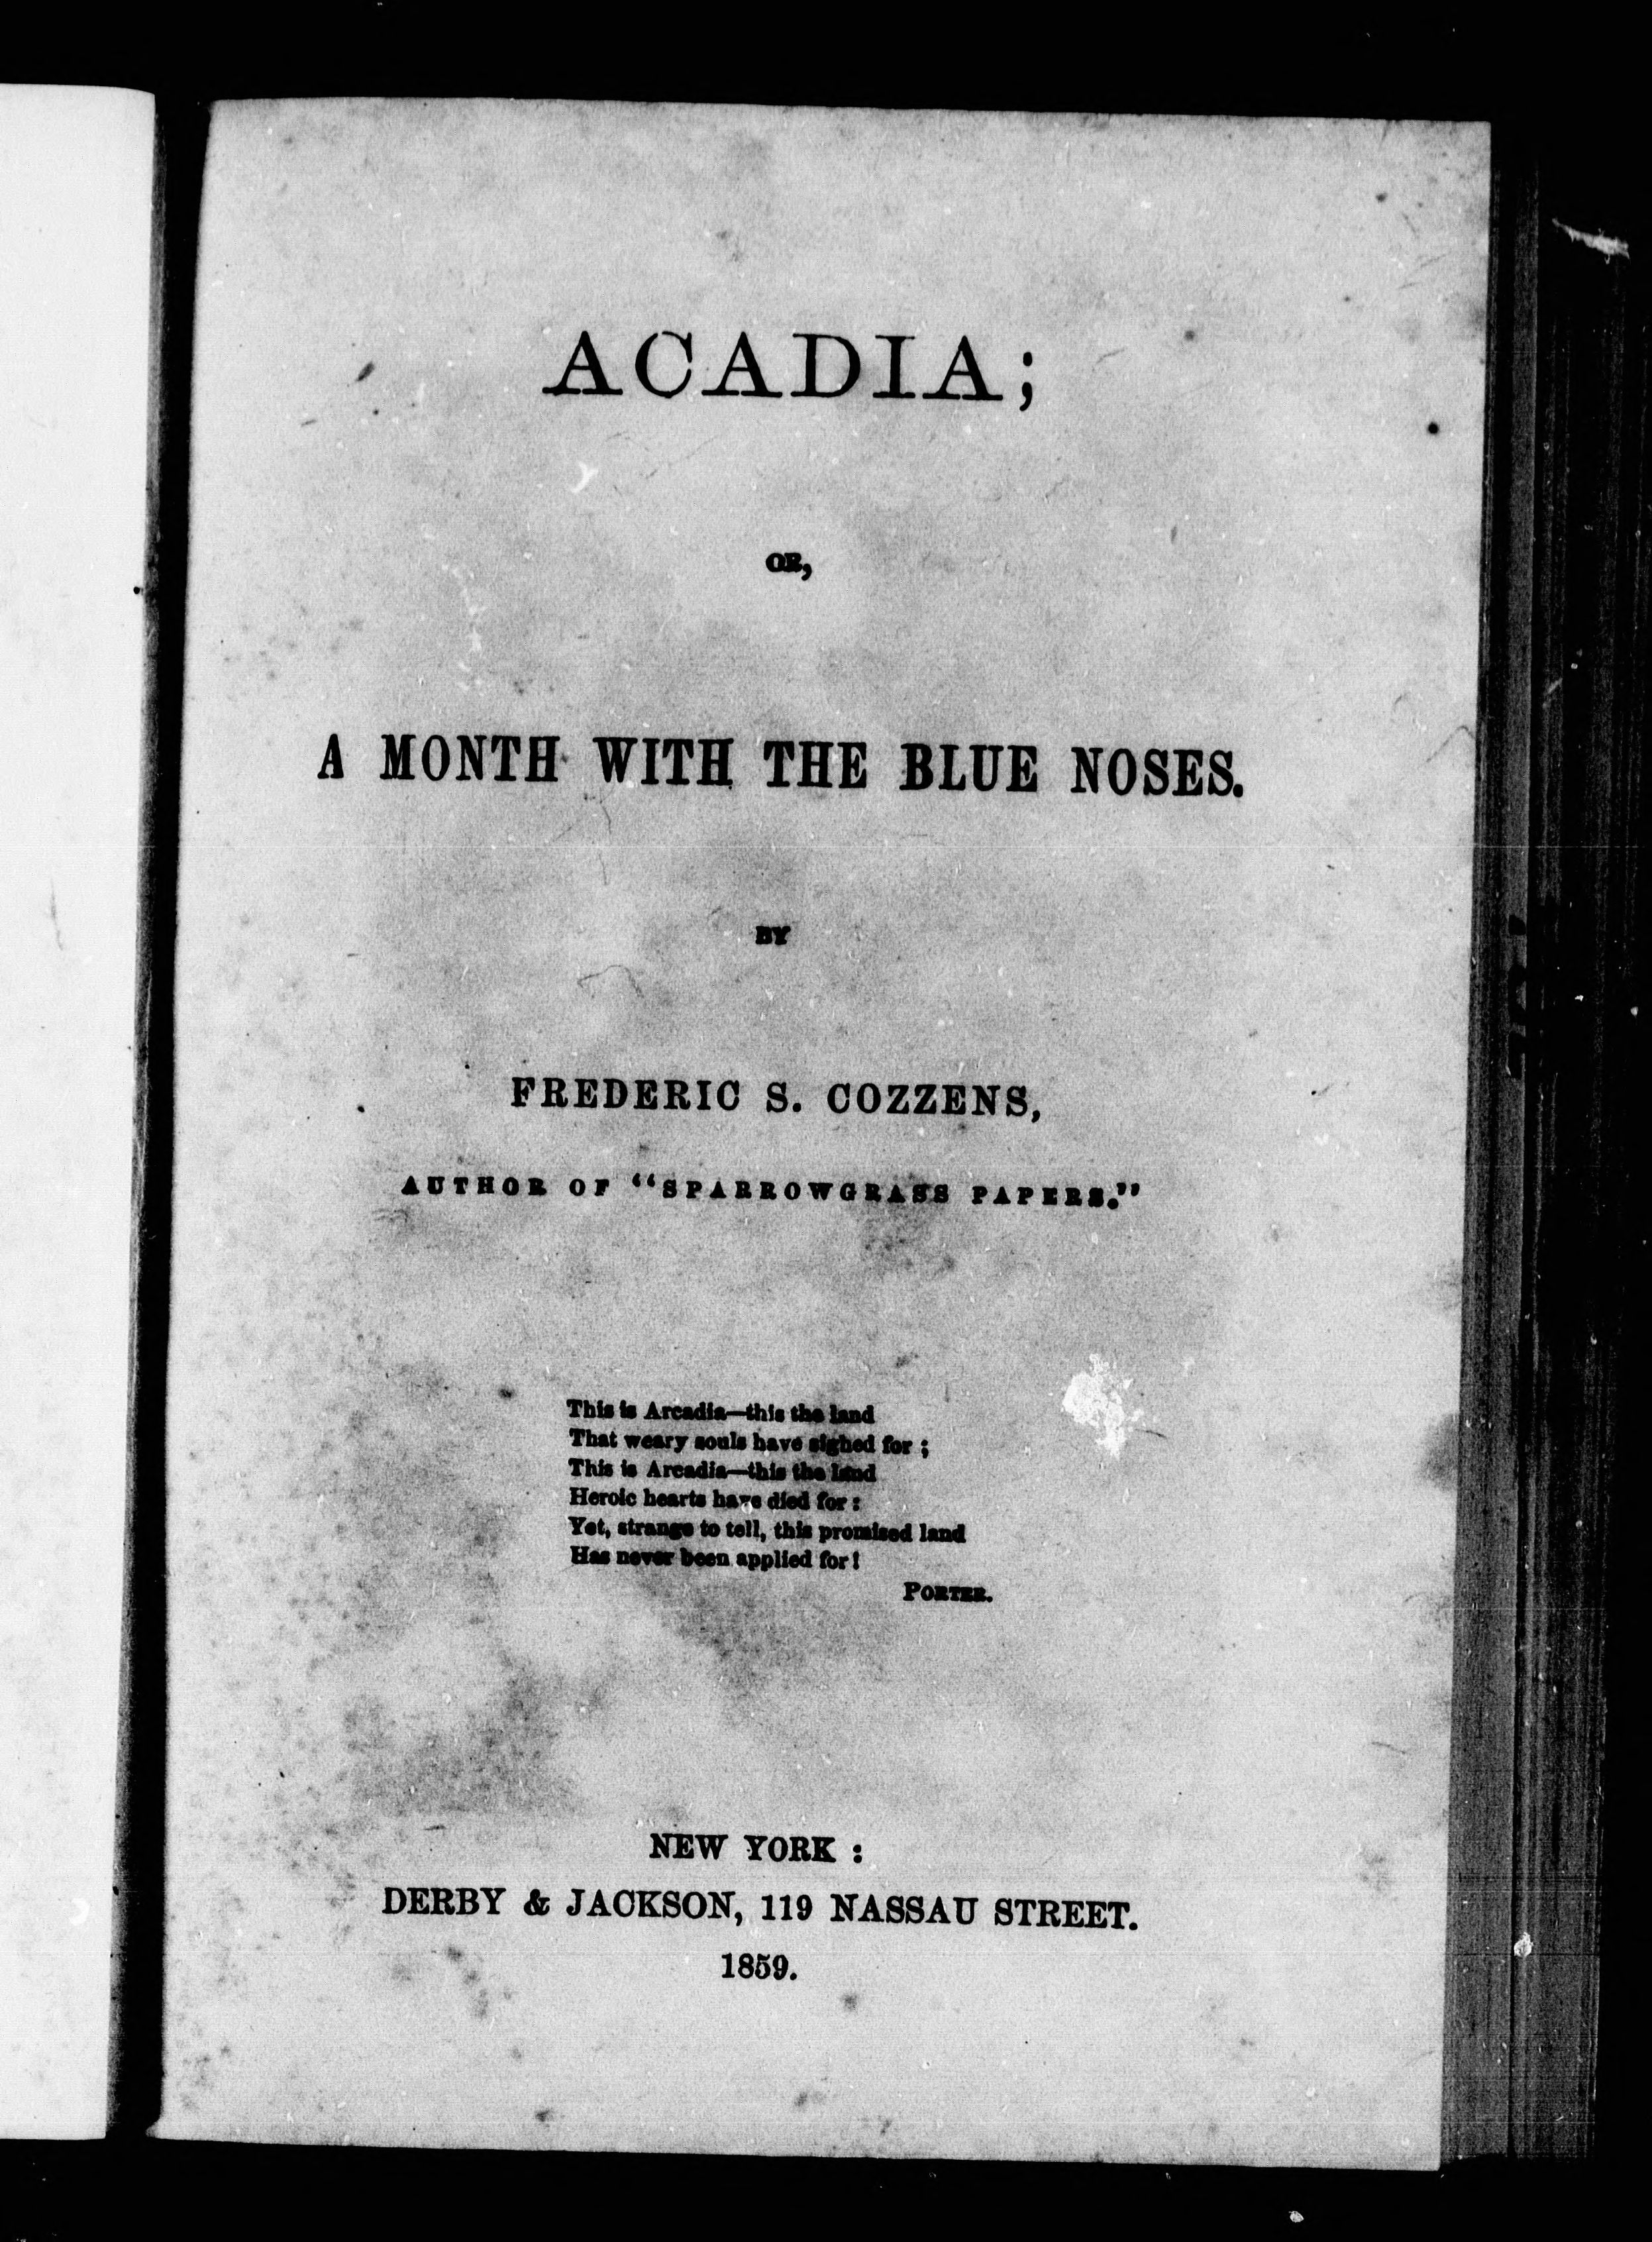 ACADIA;
OR,
A MONTH WITH THE BLUE NOSES.
BY
FREDERIC S. COZZENS,
AUTHOR OF "SPARROWGRASS PAPERS."
This is Arcadia—this the land
That weary souls have sighed for;
This is Arcadia—this the land
Heroic hearts have died for:
Yet, strange to tell, this promised land
Has never been applied for!
PORTER.
NEW YORK:
DERBY & JACKSON, 119 NASSAU STREET.
1859.